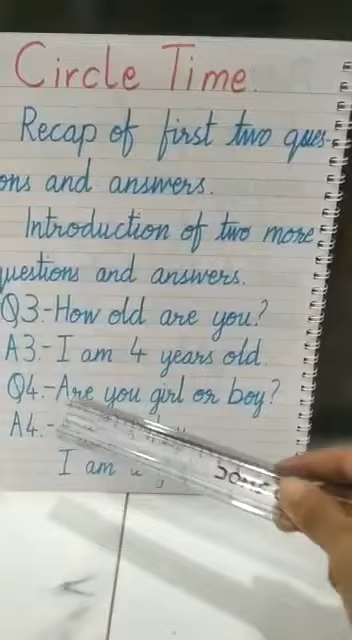 Circle Time.
Recap of first two ques-
ons and answers.
Introduction of two more
questions and answers.
Q3.-How old are you?
A3.-I am 4 years old.
Q4.-Are you girl or boy?
A4.-
I am